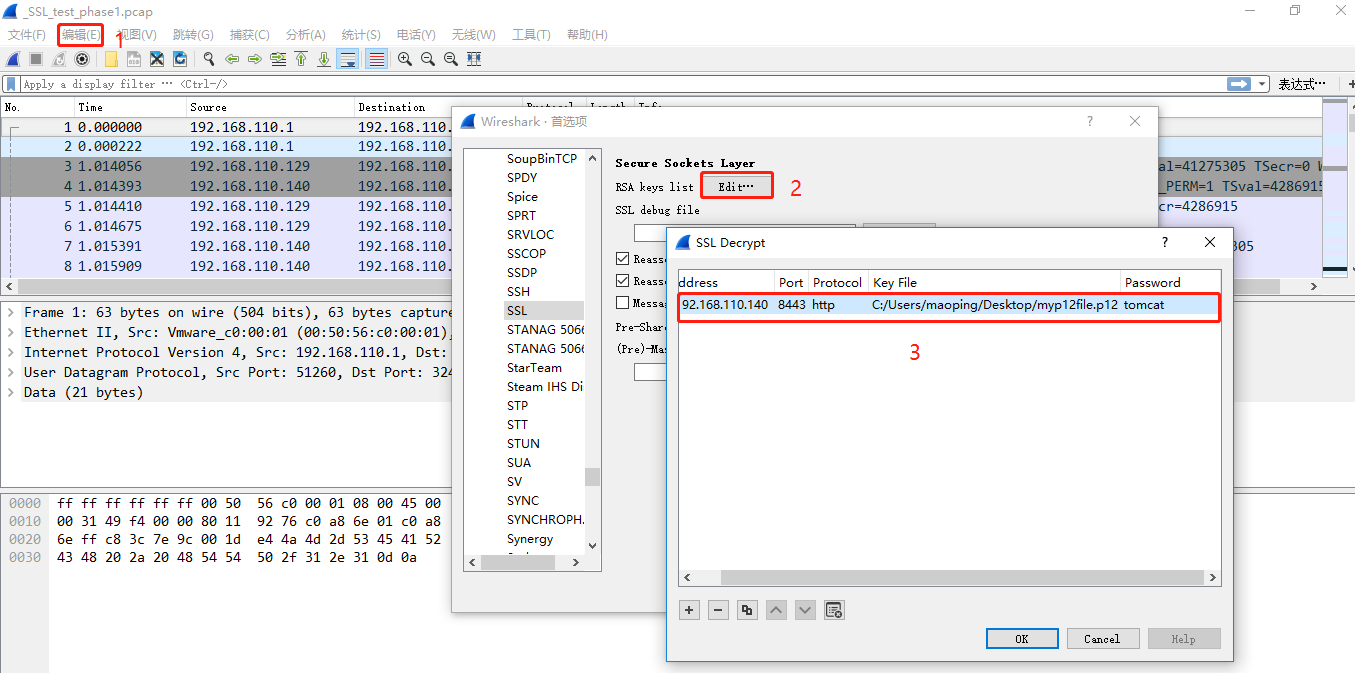 _SSL_test_phase1.pcap
文件(F) 编辑(E) 视图(V) 跳转(G) 捕获(C) 分析(A) 统计(S) 电话(Y) 无线(W) 工具(T) 帮助(H)
1
Apply a display filter ··· <Ctrl-/> 表达式···
No. Time Source Destination Protocol Length Info
1 0.000000 192.168.110.1 192.168.110.
2 0.000222 192.168.110.1 192.168.110.
3 1.014056 192.168.110.129 192.168.110. al=41275305 TSecr=0 W
4 1.014393 192.168.110.140 192.168.110. _PERM=1 TSval=4286915
5 1.014410 192.168.110.129 192.168.110. cr=4286915
6 1.014675 192.168.110.129 192.168.110.
7 1.015391 192.168.110.140 192.168.110. 305
8 1.015909 192.168.110.140 192.168.110.
Frame 1: 63 bytes on wire (504 bits), 63 bytes capture
Ethernet II, Src: Vmware_c0:00:01 (00:50:56:c0:00:01),
Internet Protocol Version 4, Src: 192.168.110.1, Dst:
User Datagram Protocol, Src Port: 51260, Dst Port: 324
Data (21 bytes)
0000 ff ff ff ff ff ff 00 50 56 c0 00 01 08 00 45 00
0010 00 31 49 f4 00 00 80 11 92 76 c0 a8 6e 01 c0 a8
0020 6e ff c8 3c 7e 9c 00 1d e4 4a 4d 2d 53 45 41 52
0030 43 48 20 2a 20 48 54 54 50 2f 31 2e 31 0d 0a
Wireshark · 首选项
?
SoupBinTCP
SPDY
Spice
SPRT
SRVLOC
SSCOP
SSDP
SSH
SSL
STANAG 506
STANAG 506
StarTeam
Steam IHS Di
STP
STT
STUN
SUA
SV
SYNC
SYNCHROPH.
Synergy
Secure Sockets Layer
RSA keys list Edit··· 2
SSL debug file
Reass
Reass
Messag
Pre-Shar
(Pre)-Ma
SSL Decrypt
?
ddress Port Protocol Key File Password
92.168.110.140 8443 http C:/Users/maoping/Desktop/myp12file.p12 tomcat
3
OK Cancel Help